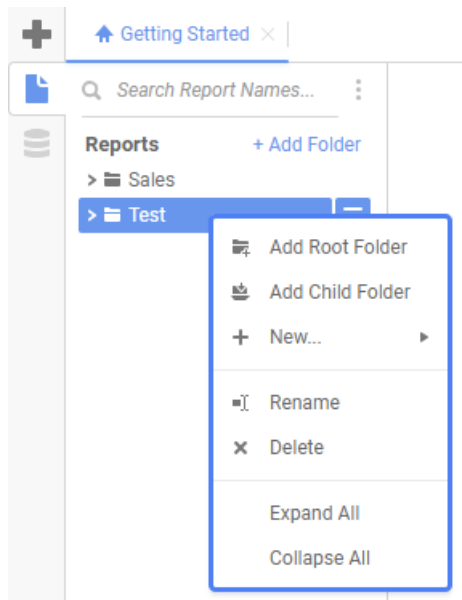 Getting Started
Search Report Names...
Reports
+ Add Folder
Sales
Test
Add Root Folder
Add Child Folder
New...
Rename
Delete
Expand All
Collapse All